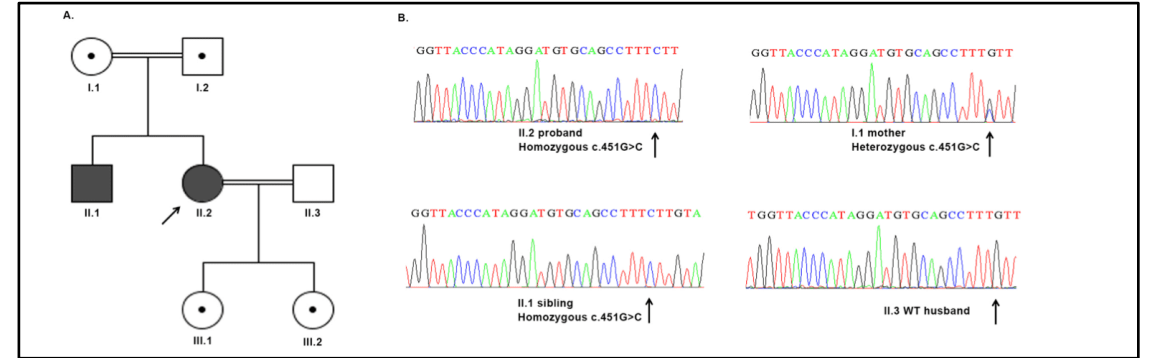 A.
B.
I.1
I.2
II.1
II.2
II.3
III.1
III.2
GGTTACCCATAGGATGTGCAGCCTTTCTT
II.2 proband
Homozygous c.451G>C
GGTTACCCATAGGATGTGCAGCCTTTGTT
I.1 mother
Heterozygous c.451G>C
GGTTACCCATAGGATGTGCAGCCTTTCTTGTA
II.1 sibling
Homozygous c.451G>C
TGGTTACCCATAGGATGTGCAGCCTTTGTT
II.3 WT husband